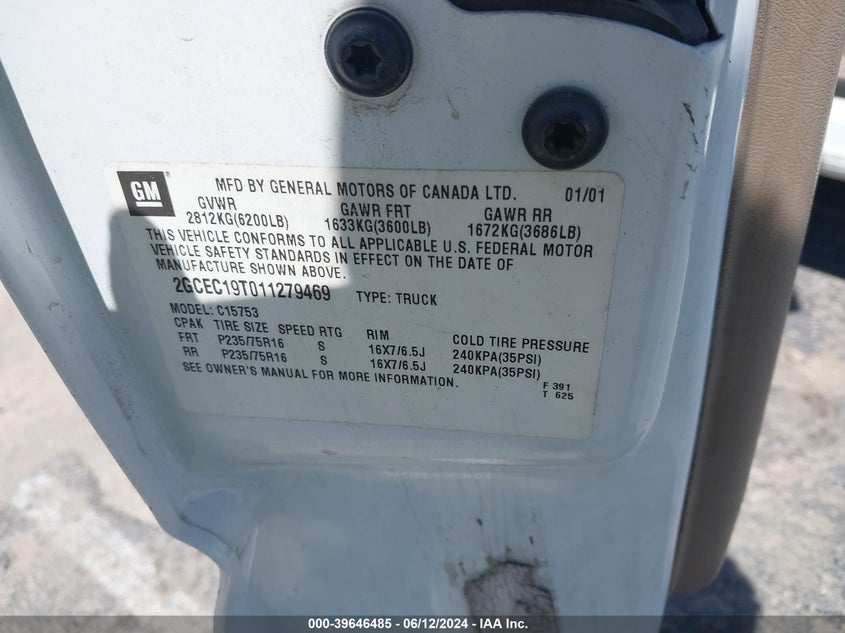 GM
MFD BY GENERAL MOTORS OF CANADA LTD. 01/01
GVWR GAWR FRT GAWR RR
2812KG(6200LB) 1633KG(3600LB) 1672KG(3686LB)
THIS VEHICLE CONFORMS TO ALL APPLICABLE U.S. FEDERAL MOTOR
VEHICLE SAFETY STANDARDS IN EFFECT ON THE DATE OF
MANUFACTURE SHOWN ABOVE.
2GCEC19T011279469 TYPE: TRUCK
MODEL: C15753
CPAK TIRE SIZE SPEED RTG RIM COLD TIRE PRESSURE
FRT P235/75R16 S 16X7/6.5J 240KPA(35PSI)
RR P235/75R16 S 16X7/6.5J 240KPA(35PSI)
SEE OWNER'S MANUAL FOR MORE INFORMATION.
F 391
T 625
000-39646485 - 06/12/2024 - IAA Inc.